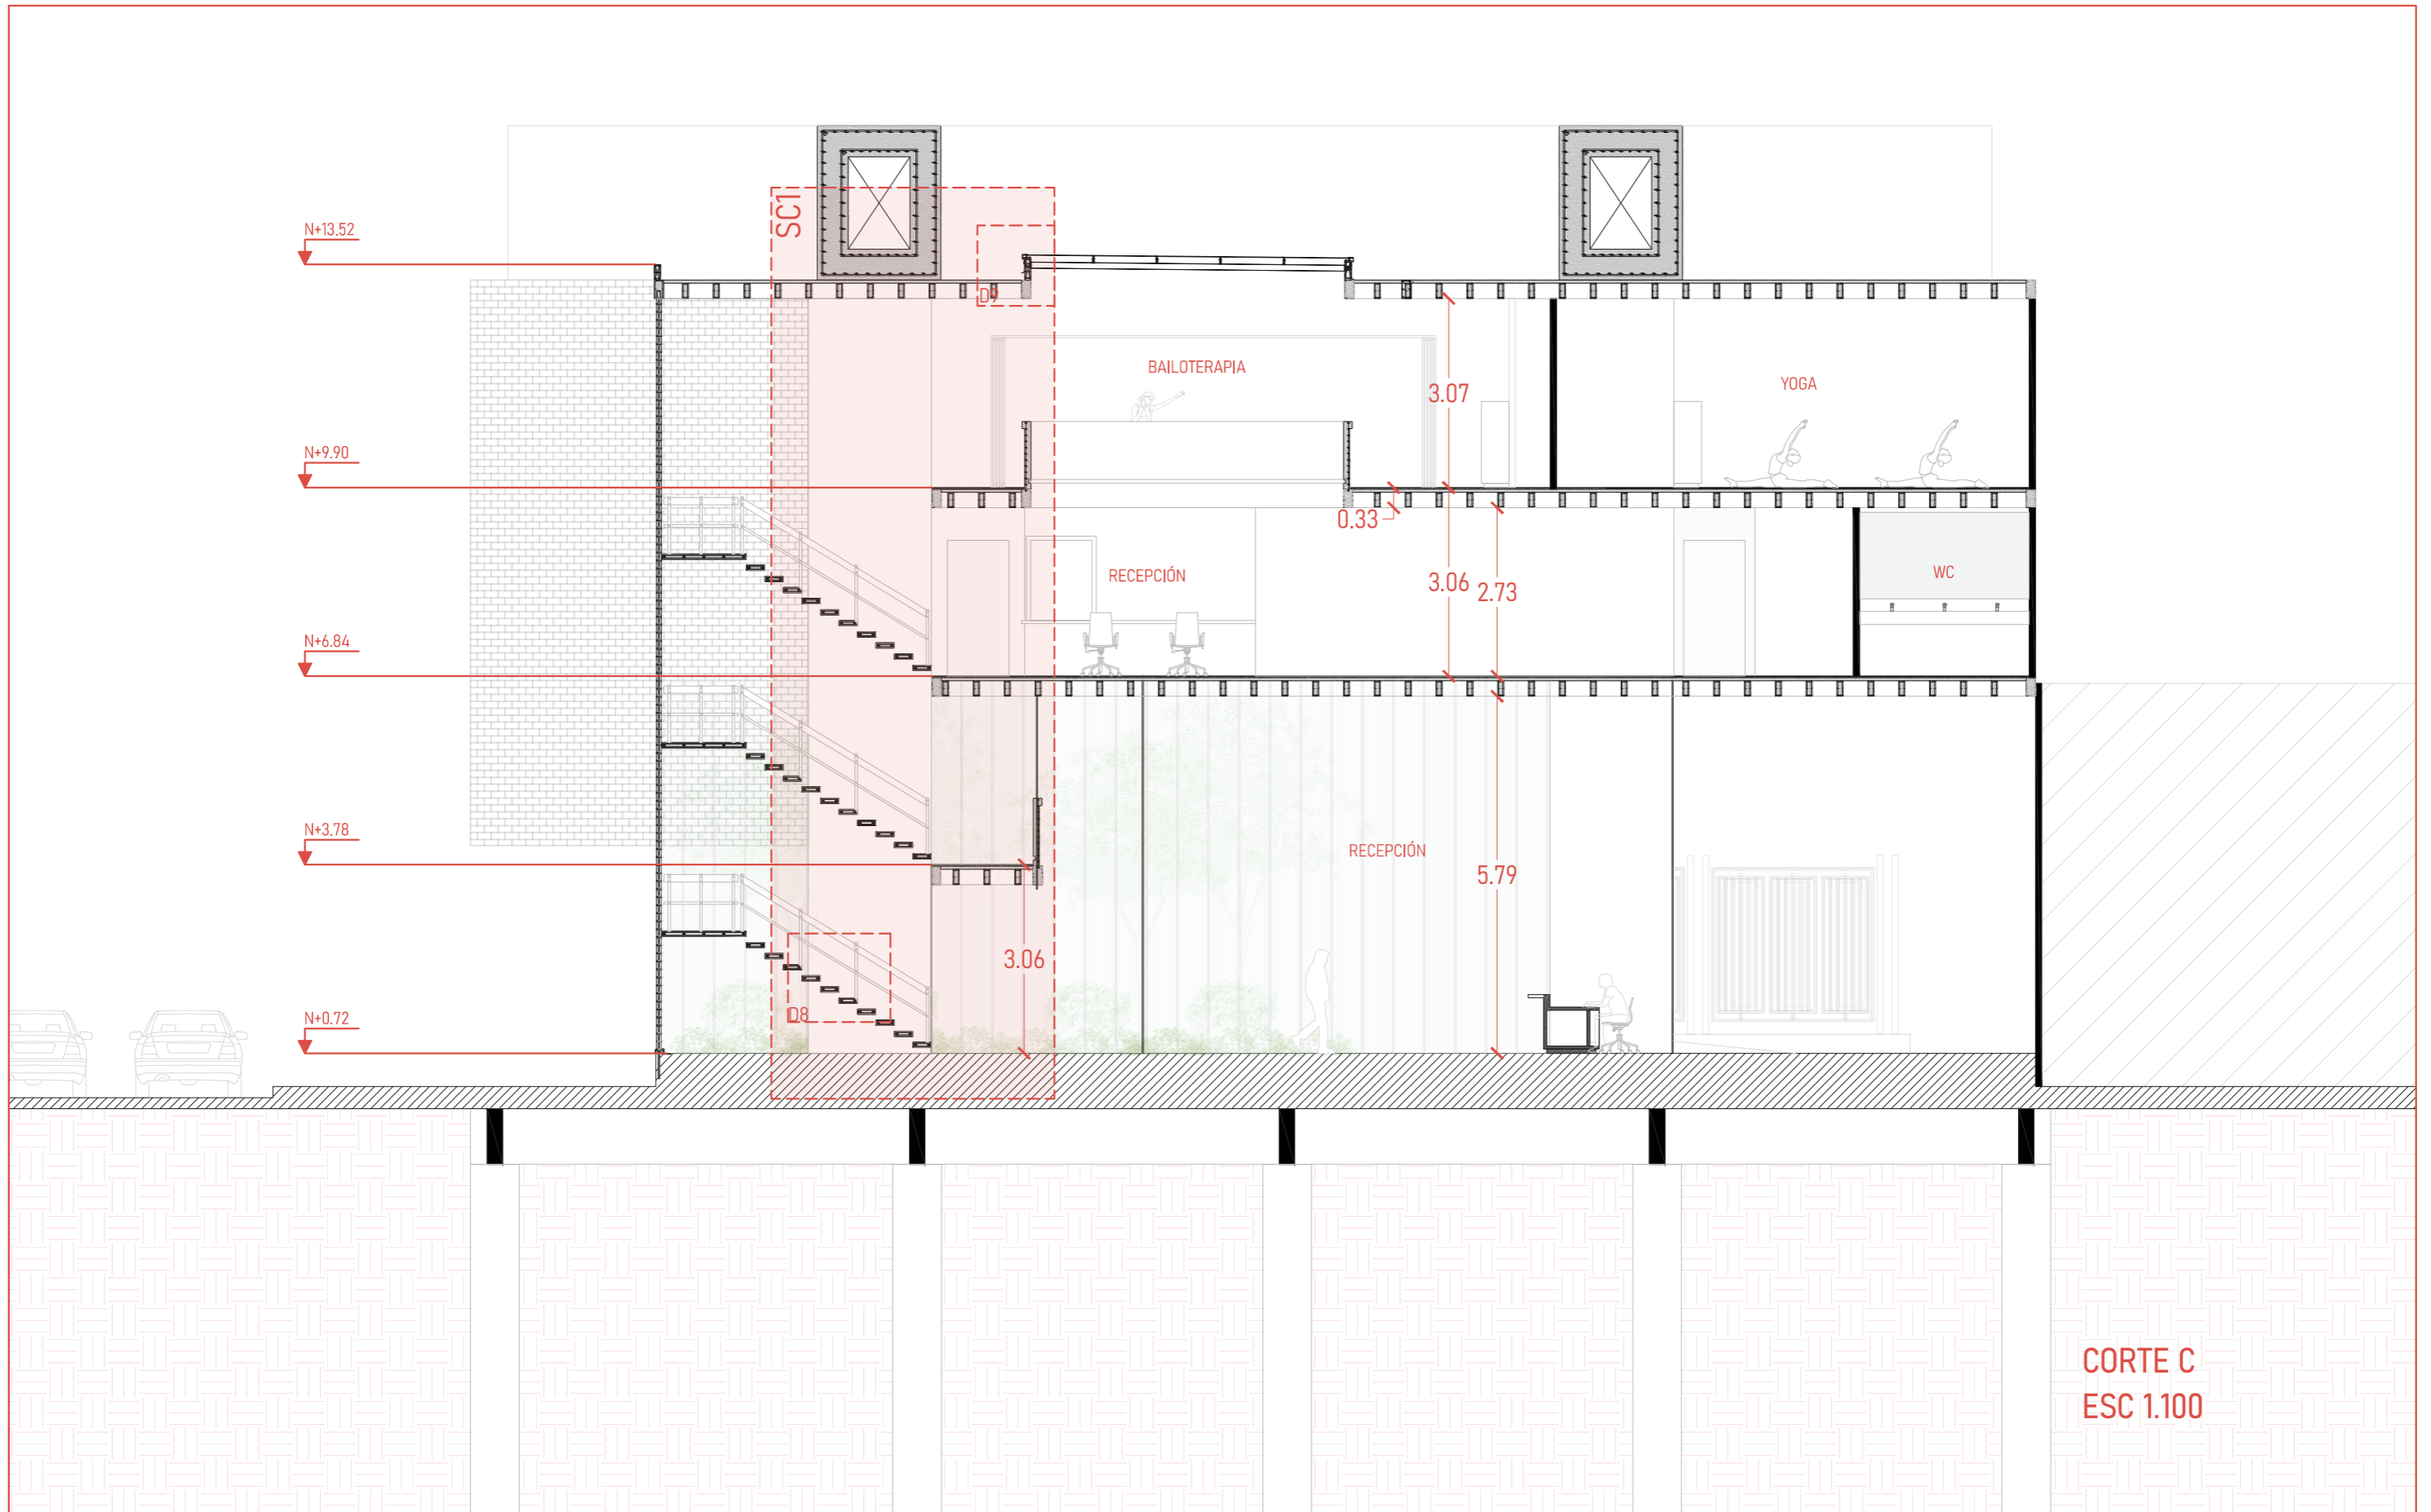 SC1
N+13.52
D9
BAILOTERAPIA
3.07
YOGA
N+9.90
0.33
RECEPCIÓN
3.06
2.73
WC
N+6.84
N+3.78
RECEPCIÓN
5.79
3.06
D8
N+0.72
CORTE C
ESC 1.100